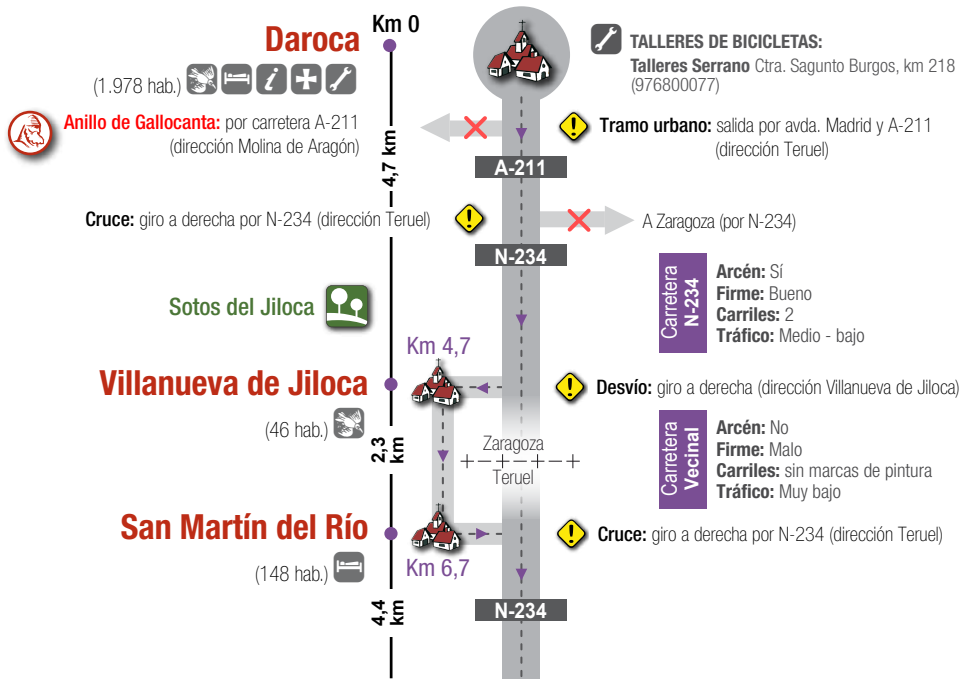 Km 0
Daroca
(1.978 hab.)
TALLERES DE BICICLETAS:
Talleres Serrano Ctra. Sagunto Burgos, km 218
(976800077)
Anillo de Gallocanta: por carretera A-211
(dirección Molina de Aragón)
Tramo urbano: salida por avda. Madrid y A-211
(dirección Teruel)
4,7 km
A-211
Cruce: giro a derecha por N-234 (dirección Teruel)
A Zaragoza (por N-234)
N-234
Carretera
N-234
Arcén: Sí
Firme: Bueno
Carriles: 2
Tráfico: Medio - bajo
Sotos del Jiloca
Km 4,7
Villanueva de Jiloca
(46 hab.)
Desvío: giro a derecha (dirección Villanueva de Jiloca)
2,3
km
Zaragoza
Teruel
Carretera
Vecinal
Arcén: No
Firme: Malo
Carriles: sin marcas de pintura
Tráfico: Muy bajo
San Martín del Río
(148 hab.)
Km 6,7
Cruce: giro a derecha por N-234 (dirección Teruel)
4,4
km
N-234